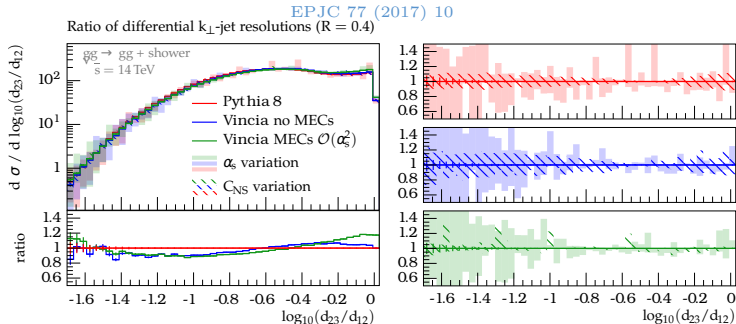 EPJC 77 (2017) 10
Ratio of differential k⊥-jet resolutions (R = 0.4)
gg → gg + shower
√s = 14 TeV
d σ / d log₁₀(d₂₃/d₁₂)
10²
10¹
1
Pythia 8
Vincia no MECs
Vincia MECs O(α_s²)
α_s variation
C_NS variation
ratio
1.4
1.2
1
0.8
0.6
-1.6 -1.4 -1.2 -1 -0.8 -0.6 -0.4 -0.2 0
log₁₀(d₂₃/d₁₂)
1.4
1.2
1
0.8
0.6
1.4
1.2
1
0.8
0.6
1.4
1.2
1
0.8
0.6
-1.6 -1.4 -1.2 -1 -0.8 -0.6 -0.4 -0.2 0
log₁₀(d₂₃/d₁₂)